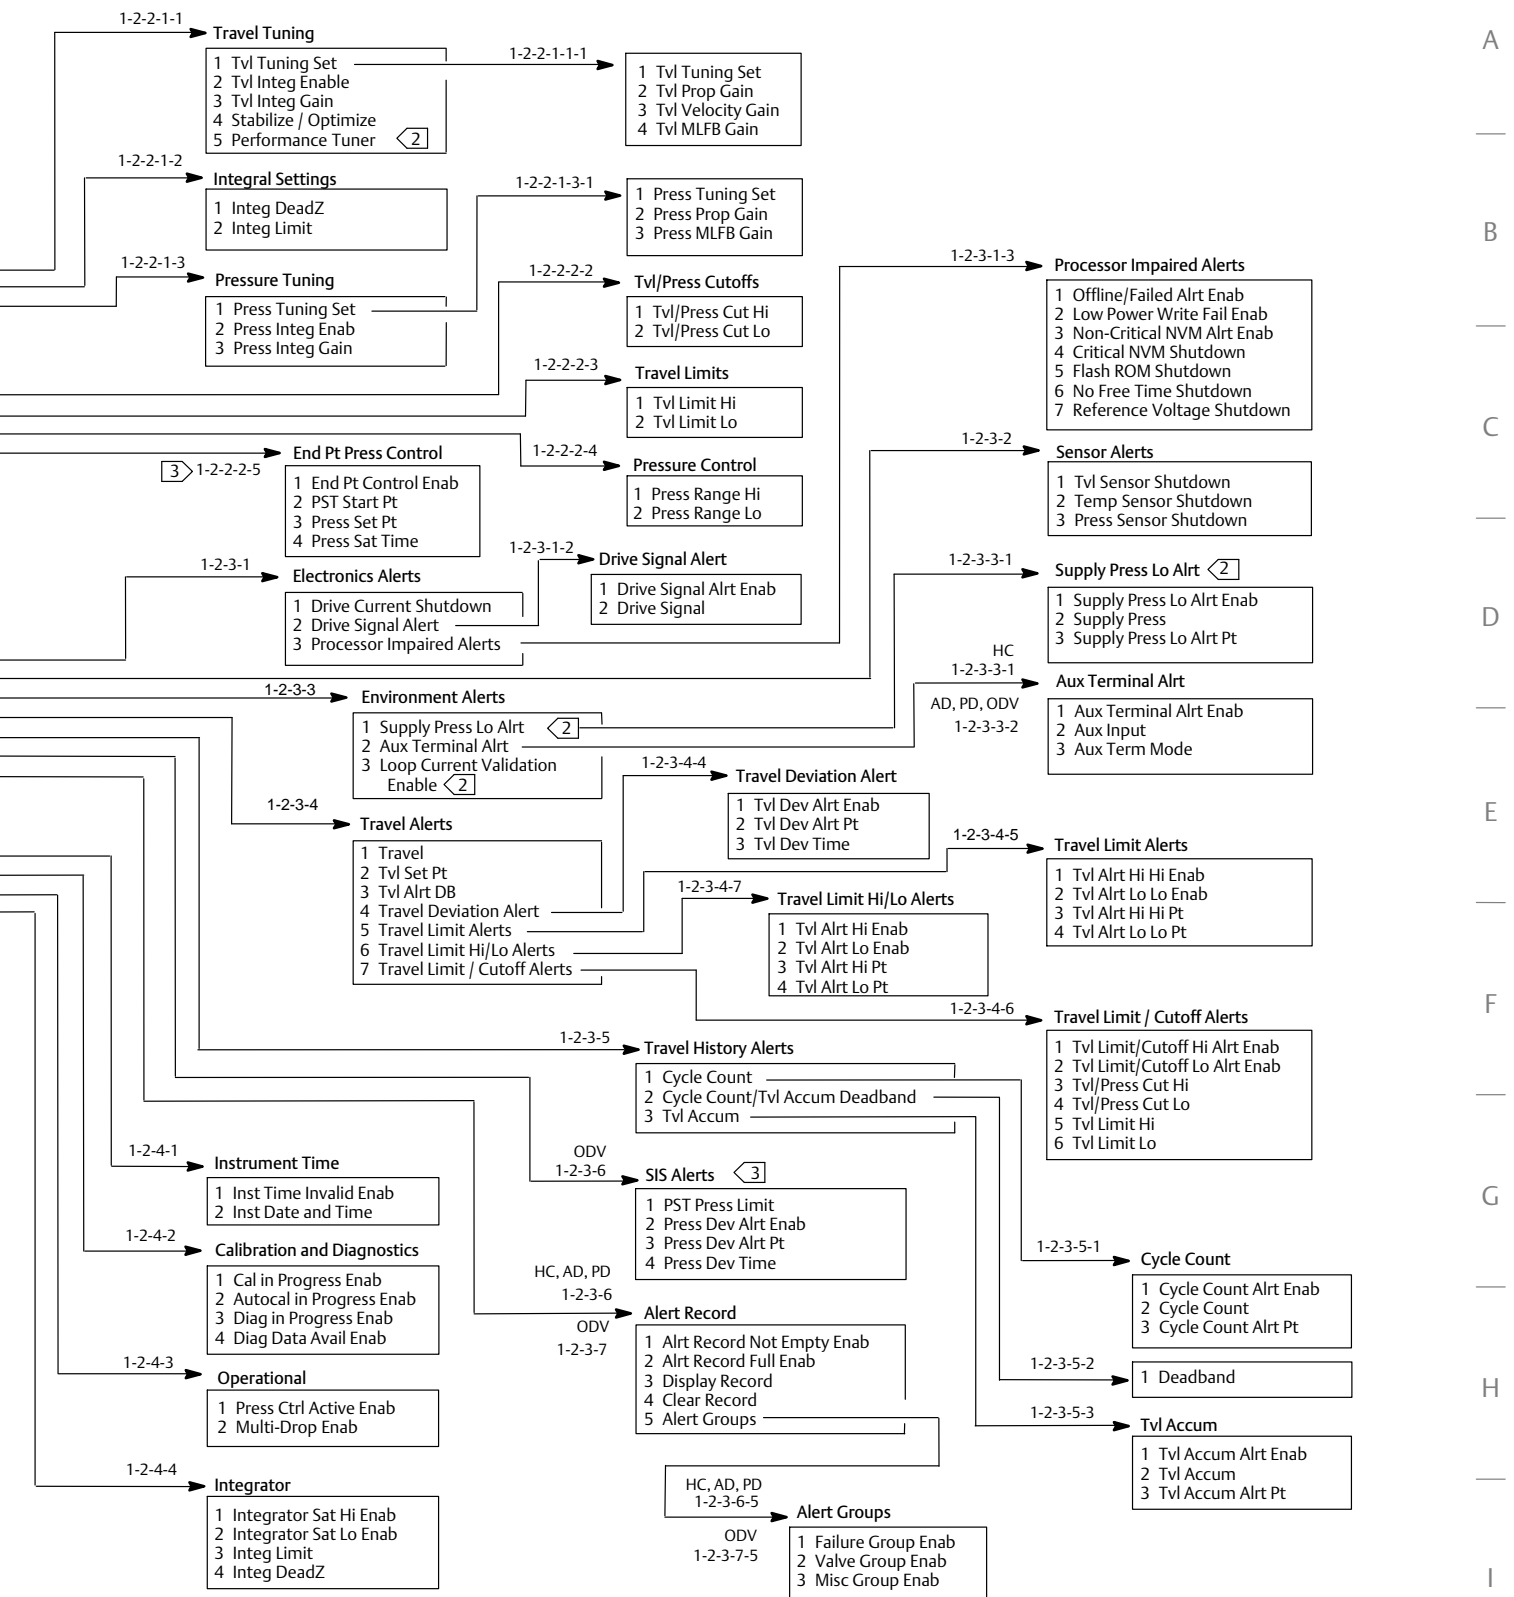 1-2-2-1-1
Travel Tuning
1 Tvl Tuning Set
2 Tvl Integ Enable
3 Tvl Integ Gain
4 Stabilize / Optimize
5 Performance Tuner 2
1-2-2-1-1-1
1 Tvl Tuning Set
2 Tvl Prop Gain
3 Tvl Velocity Gain
4 Tvl MLFB Gain
A
1-2-2-1-2
Integral Settings
1 Integ DeadZ
2 Integ Limit
1-2-2-1-3-1
1 Press Tuning Set
2 Press Prop Gain
3 Press MLFB Gain
B
1-2-2-1-3
Pressure Tuning
1 Press Tuning Set
2 Press Integ Enab
3 Press Integ Gain
1-2-2-2-2
Tvl/Press Cutoffs
1 Tvl/Press Cut Hi
2 Tvl/Press Cut Lo
1-2-3-1-3
Processor Impaired Alerts
1 Offline/Failed Alrt Enab
2 Low Power Write Fail Enab
3 Non-Critical NVM Alrt Enab
4 Critical NVM Shutdown
5 Flash ROM Shutdown
6 No Free Time Shutdown
7 Reference Voltage Shutdown
1-2-2-2-3
Travel Limits
1 Tvl Limit Hi
2 Tvl Limit Lo
C
3 1-2-2-2-5
End Pt Press Control
1 End Pt Control Enab
2 PST Start Pt
3 Press Set Pt
4 Press Sat Time
1-2-2-2-4
Pressure Control
1 Press Range Hi
2 Press Range Lo
1-2-3-2
Sensor Alerts
1 Tvl Sensor Shutdown
2 Temp Sensor Shutdown
3 Press Sensor Shutdown
1-2-3-1
Electronics Alerts
1 Drive Current Shutdown
2 Drive Signal Alert
3 Processor Impaired Alerts
1-2-3-1-2
Drive Signal Alert
1 Drive Signal Alrt Enab
2 Drive Signal
1-2-3-3-1
Supply Press Lo Alrt 2
1 Supply Press Lo Alrt Enab
2 Supply Press
3 Supply Press Lo Alrt Pt
D
HC
1-2-3-3-1
AD, PD, ODV
1-2-3-3-2
Aux Terminal Alrt
1 Aux Terminal Alrt Enab
2 Aux Input
3 Aux Term Mode
1-2-3-3
Environment Alerts
1 Supply Press Lo Alrt 2
2 Aux Terminal Alrt
3 Loop Current Validation
Enable 2
1-2-3-4-4
Travel Deviation Alert
1 Tvl Dev Alrt Enab
2 Tvl Dev Alrt Pt
3 Tvl Dev Time
E
1-2-3-4
Travel Alerts
1 Travel
2 Tvl Set Pt
3 Tvl Alrt DB
4 Travel Deviation Alert
5 Travel Limit Alerts
6 Travel Limit Hi/Lo Alerts
7 Travel Limit / Cutoff Alerts
1-2-3-4-5
Travel Limit Alerts
1 Tvl Alrt Hi Hi Enab
2 Tvl Alrt Lo Lo Enab
3 Tvl Alrt Hi Hi Pt
4 Tvl Alrt Lo Lo Pt
1-2-3-4-7
Travel Limit Hi/Lo Alerts
1 Tvl Alrt Hi Enab
2 Tvl Alrt Lo Enab
3 Tvl Alrt Hi Pt
4 Tvl Alrt Lo Pt
F
1-2-3-4-6
Travel Limit / Cutoff Alerts
1 Tvl Limit/Cutoff Hi Alrt Enab
2 Tvl Limit/Cutoff Lo Alrt Enab
3 Tvl/Press Cut Hi
4 Tvl/Press Cut Lo
5 Tvl Limit Hi
6 Tvl Limit Lo
1-2-3-5
Travel History Alerts
1 Cycle Count
2 Cycle Count/Tvl Accum Deadband
3 Tvl Accum
1-2-4-1
Instrument Time
1 Inst Time Invalid Enab
2 Inst Date and Time
ODV
1-2-3-6
SIS Alerts 3
1 PST Press Limit
2 Press Dev Alrt Enab
3 Press Dev Alrt Pt
4 Press Dev Time
G
1-2-4-2
Calibration and Diagnostics
1 Cal in Progress Enab
2 Autocal in Progress Enab
3 Diag in Progress Enab
4 Diag Data Avail Enab
1-2-3-5-1
Cycle Count
1 Cycle Count Alrt Enab
2 Cycle Count
3 Cycle Count Alrt Pt
HC, AD, PD
1-2-3-6
ODV
1-2-3-7
Alert Record
1 Alrt Record Not Empty Enab
2 Alrt Record Full Enab
3 Display Record
4 Clear Record
5 Alert Groups
1-2-4-3
Operational
1 Press Ctrl Active Enab
2 Multi-Drop Enab
1-2-3-5-2
1 Deadband
H
1-2-3-5-3
Tvl Accum
1 Tvl Accum Alrt Enab
2 Tvl Accum
3 Tvl Accum Alrt Pt
1-2-4-4
Integrator
1 Integrator Sat Hi Enab
2 Integrator Sat Lo Enab
3 Integ Limit
4 Integ DeadZ
HC, AD, PD
1-2-3-6-5
ODV
1-2-3-7-5
Alert Groups
1 Failure Group Enab
2 Valve Group Enab
3 Misc Group Enab
I